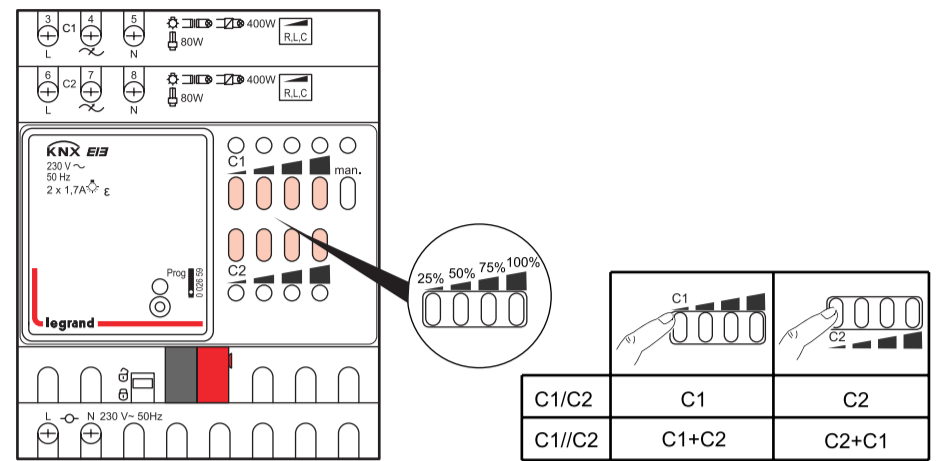 3 C1 4 5 400W
80W R,L,C
L N
6 C2 7 8 400W
80W R,L,C
L N
KNX EIB
230 V ~
50 Hz
2 x 1,7A ε
C1
man.
C2
Prog
0 026 59
legrand
25% 50% 75% 100%
L N 230 V~ 50Hz
C1 C2
C1/C2 C1 C2
C1//C2 C1+C2 C2+C1